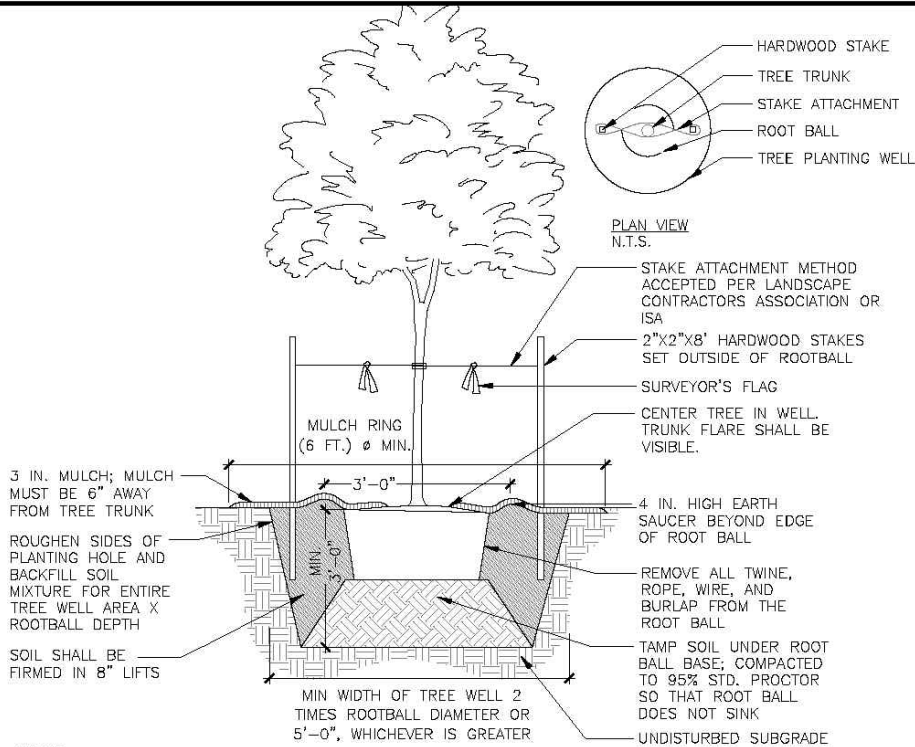 HARDWOOD STAKE
TREE TRUNK
STAKE ATTACHMENT
ROOT BALL
TREE PLANTING WELL
PLAN VIEW
N.T.S.
STAKE ATTACHMENT METHOD
ACCEPTED PER LANDSCAPE
CONTRACTORS ASSOCIATION OR
ISA
2"X2"X8' HARDWOOD STAKES
SET OUTSIDE OF ROOTBALL
SURVEYOR'S FLAG
CENTER TREE IN WELL.
TRUNK FLARE SHALL BE
VISIBLE.
MULCH RING
(6 FT.) ø MIN.
3'-0"
3 IN. MULCH; MULCH
MUST BE 6" AWAY
FROM TREE TRUNK
ROUGHEN SIDES OF
PLANTING HOLE AND
BACKFILL SOIL
MIXTURE FOR ENTIRE
TREE WELL AREA X
ROOTBALL DEPTH
SOIL SHALL BE
FIRMED IN 8" LIFTS
MIN
3'-0"
4 IN. HIGH EARTH
SAUCER BEYOND EDGE
OF ROOT BALL
REMOVE ALL TWINE,
ROPE, WIRE, AND
BURLAP FROM THE
ROOT BALL
TAMP SOIL UNDER ROOT
BALL BASE; COMPACTED
TO 95% STD. PROCTOR
SO THAT ROOT BALL
DOES NOT SINK
UNDISTURBED SUBGRADE
MIN WIDTH OF TREE WELL 2
TIMES ROOTBALL DIAMETER OR
5'-0", WHICHEVER IS GREATER